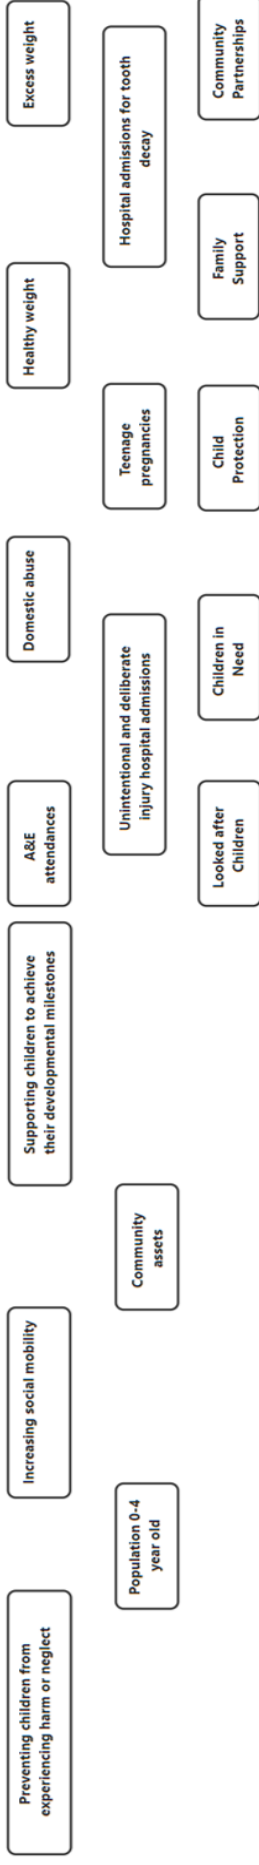 Preventing children from
experiencing harm or neglect
Increasing social mobility
Supporting children to achieve
their developmental milestones
A&E
attendances
Domestic abuse
Healthy weight
Excess weight
Population 0-4
year old
Community
assets
Unintentional and deliberate
injury hospital admissions
Teenage
pregnancies
Hospital admissions for tooth
decay
Looked after
Children
Children in
Need
Child
Protection
Family
Support
Community
Partnerships